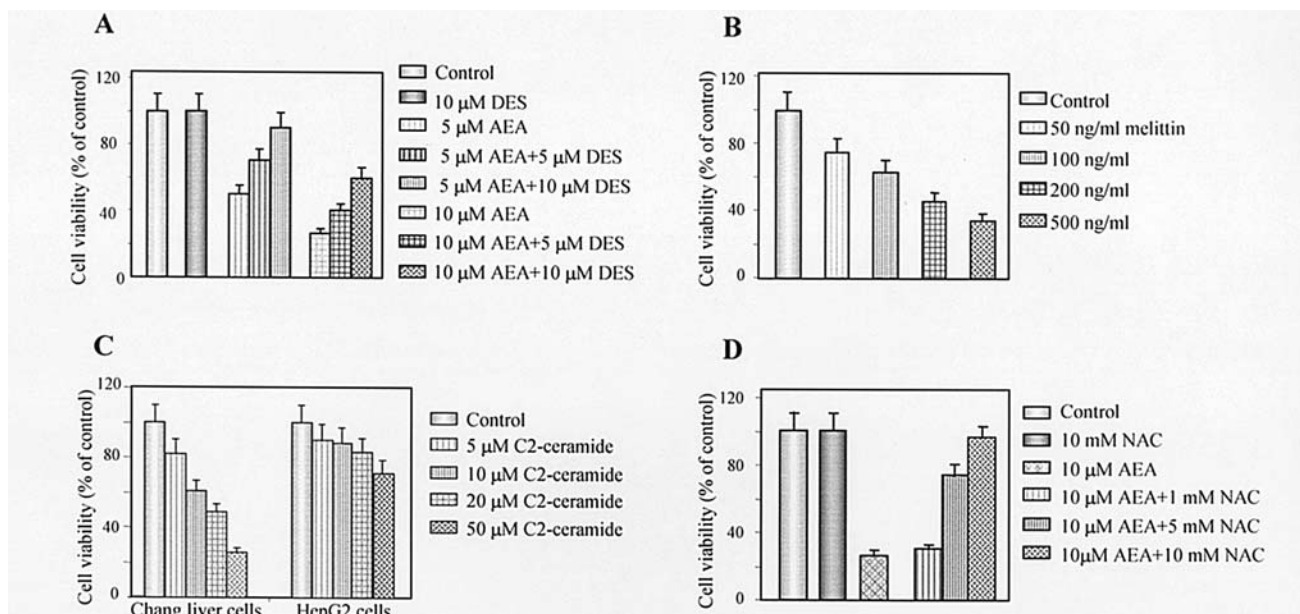 A
Cell viability (% of control)
120
80
40
0
Control
10 μM DES
5 μM AEA
5 μM AEA+5 μM DES
5 μM AEA+10 μM DES
10 μM AEA
10 μM AEA+5 μM DES
10 μM AEA+10 μM DES
B
Cell viability (% of control)
120
80
40
0
Control
50 ng/ml melittin
100 ng/ml
200 ng/ml
500 ng/ml
C
Cell viability (% of control)
120
80
40
0
Chang liver cells
HepG2 cells
Control
5 μM C2-ceramide
10 μM C2-ceramide
20 μM C2-ceramide
50 μM C2-ceramide
D
Cell viability (% of control)
120
80
40
0
Control
10 mM NAC
10 μM AEA
10 μM AEA+1 mM NAC
10 μM AEA+5 mM NAC
10μM AEA+10 mM NAC